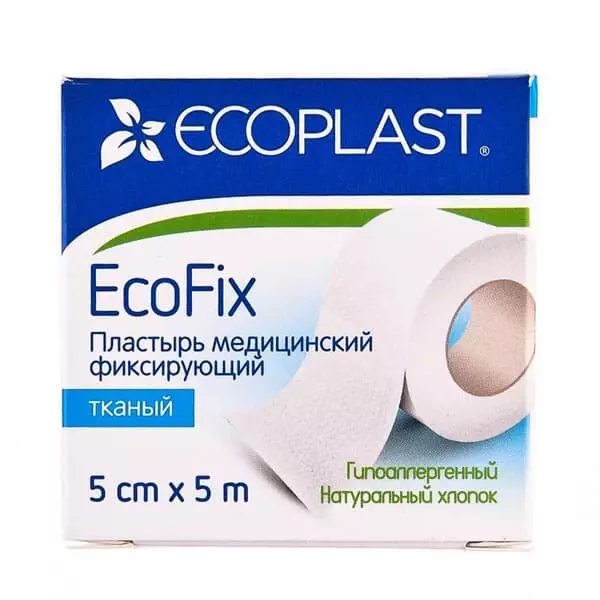 ECOPLAST®
EcoFix
Пластырь медицинский
фиксирующий
тканый
5 cm x 5 m
Гипоаллергенный
Натуральный хлопок